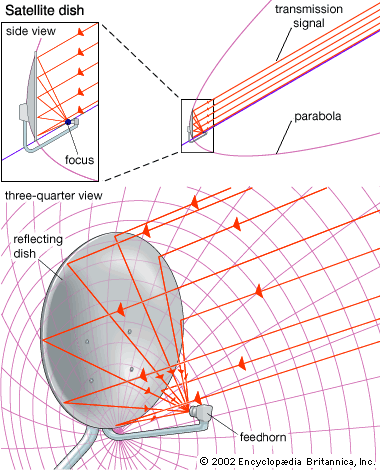 Satellite dish
side view
focus
transmission
signal
parabola
three-quarter view
reflecting
dish
feedhorn
© 2002 Encyclopædia Britannica, Inc.